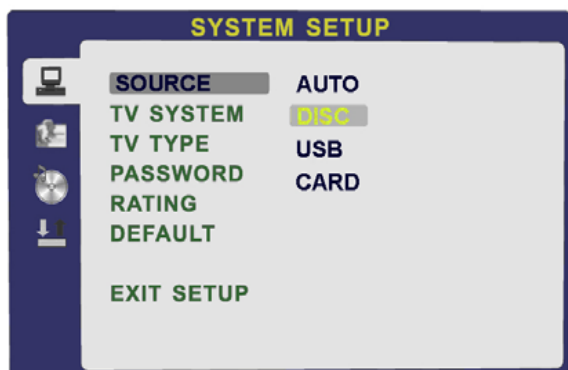 SYSTEM SETUP
SOURCE
TV SYSTEM
TV TYPE
PASSWORD
RATING
DEFAULT
EXIT SETUP
AUTO
DISC
USB
CARD